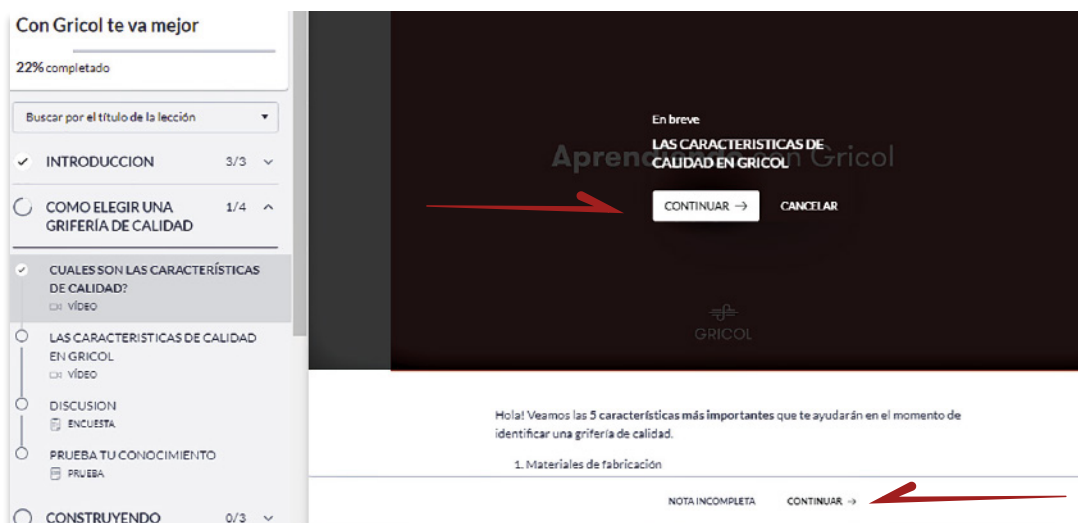 Con Gricol te va mejor
22% completado
Buscar por el título de la lección
INTRODUCCION 3/3
COMO ELEGIR UNA 1/4
GRIFERÍA DE CALIDAD
CUALES SON LAS CARACTERÍSTICAS
DE CALIDAD?
VÍDEO
LAS CARACTERISTICAS DE CALIDAD
EN GRICOL
VÍDEO
DISCUSION
ENCUESTA
PRUEBA TU CONOCIMIENTO
PRUEBA
CONSTRUYENDO 0/3
En breve
LAS CARACTERISTICAS DE
CALIDAD EN GRICOL
Aprendiendo con Gricol
CONTINUAR → CANCELAR
GRICOL
Hola! Veamos las 5 características más importantes que te ayudarán en el momento de
identificar una grifería de calidad.
1. Materiales de fabricación
NOTA INCOMPLETA CONTINUAR →